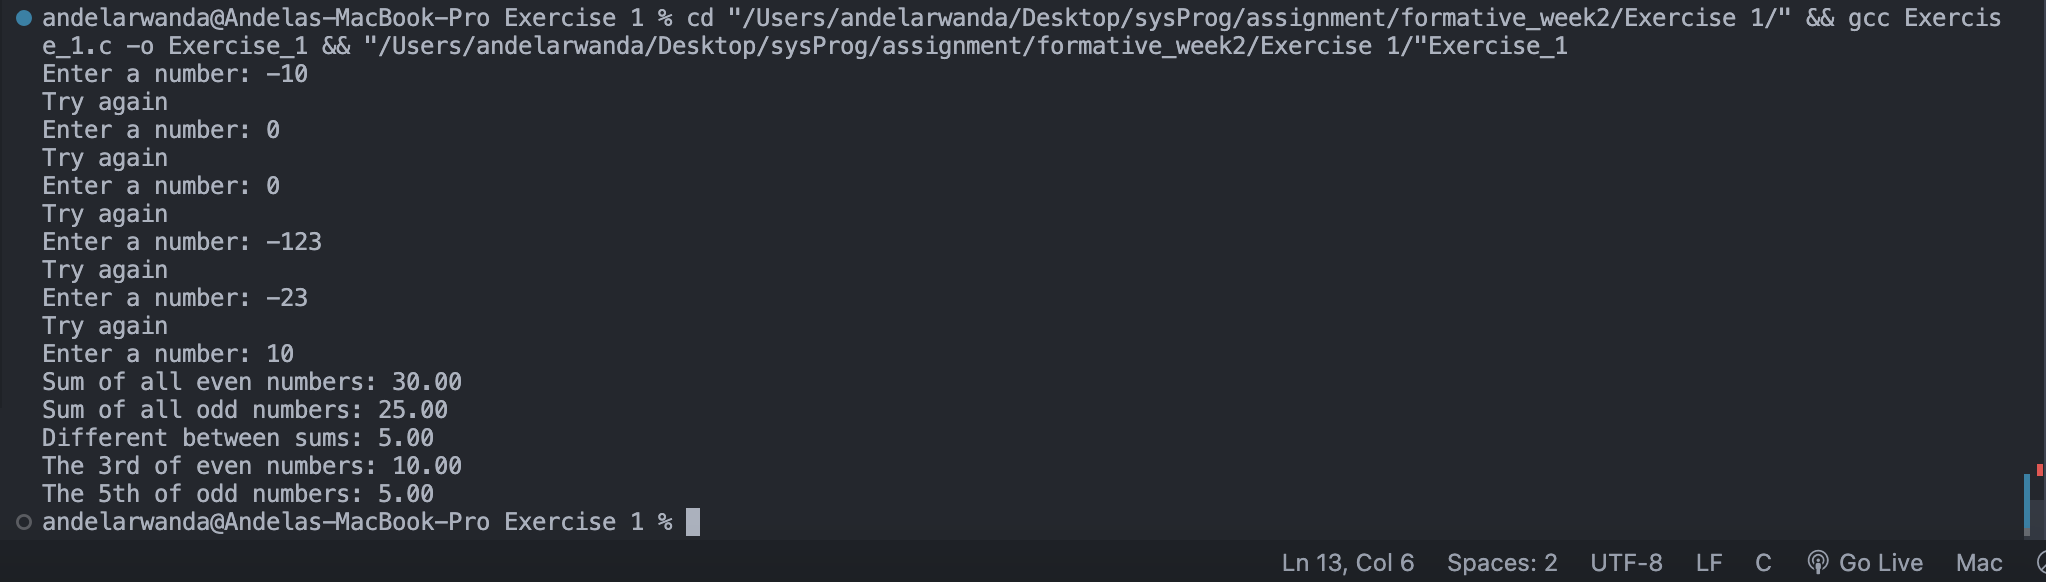 andelarwanda@Andelas-MacBook-Pro Exercise 1 % cd "/Users/andelarwanda/Desktop/sysProg/assignment/formative_week2/Exercise 1/" && gcc Exercis
e_1.c -o Exercise_1 && "/Users/andelarwanda/Desktop/sysProg/assignment/formative_week2/Exercise 1/"Exercise_1
Enter a number: -10
Try again
Enter a number: 0
Try again
Enter a number: 0
Try again
Enter a number: -123
Try again
Enter a number: -23
Try again
Enter a number: 10
Sum of all even numbers: 30.00
Sum of all odd numbers: 25.00
Different between sums: 5.00
The 3rd of even numbers: 10.00
The 5th of odd numbers: 5.00
andelarwanda@Andelas-MacBook-Pro Exercise 1 %
Ln 13, Col 6 Spaces: 2 UTF-8 LF C Go Live Mac